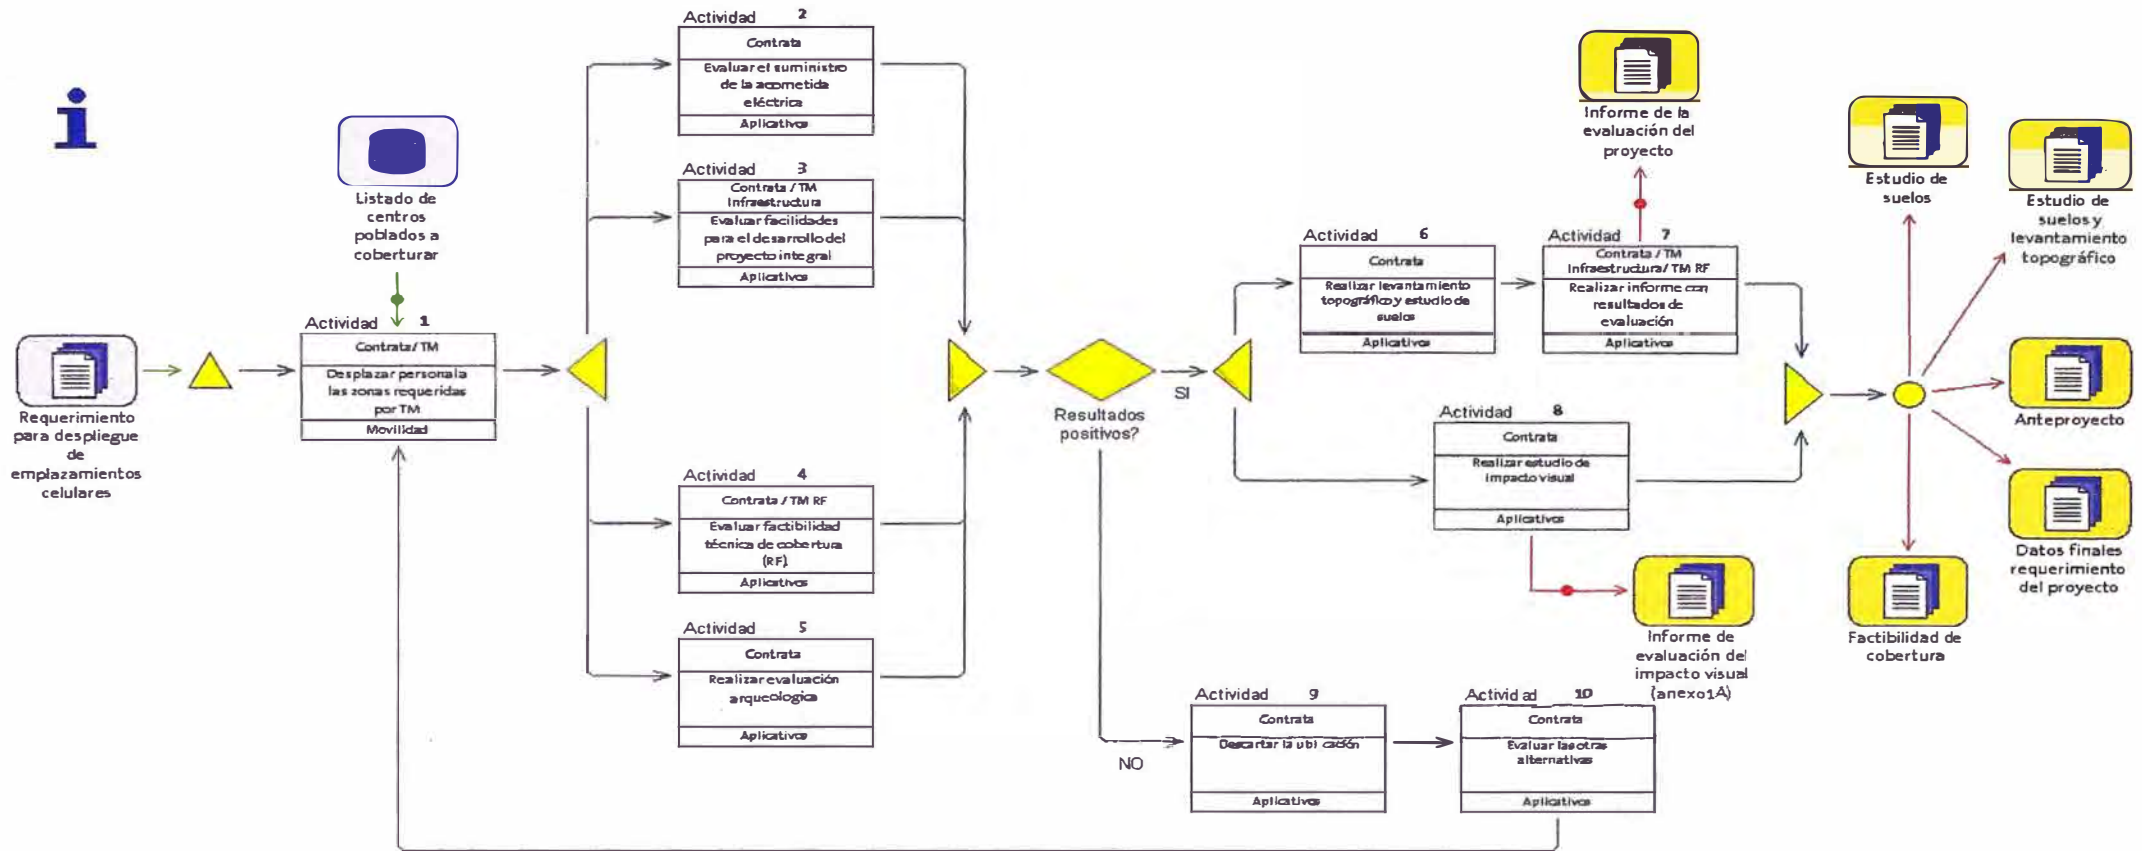 Listado de
centros
poblados a
coberturar
Requerimiento
para despliegue
de
emplazamientos
celulares
Actividad 1
Contrata/ TM
Desplazar personal a
las zonas requeridas
por TM
Movilidad
Actividad 2
Contrata
Evaluar el suministro
de la acometida
eléctrica
Aplicativos
Actividad 3
Contrata / TM
Infraestructura
Evaluar facilidades
para el desarrollo del
proyecto integral
Aplicativos
Actividad 4
Contrata / TM RF
Evaluar factibilidad
técnica de cobertura
(RF).
Aplicativos
Actividad 5
Contrata
Realizar evaluación
arqueologica
Aplicativos
Resultados
positivos?
SI
NO
Actividad 6
Contrata
Realizar levantamiento
topográfico y estudio de
suelos
Aplicativos
Actividad 7
Contrata / TM
Infraestructura/ TM RF
Realizar informe con
resultados de
evaluación
Aplicativos
Informe de la
evaluación del
proyecto
Actividad 8
Contrata
Realizar estudio de
impacto visual
Aplicativos
Informe de
evaluación del
impacto visual
(anexo1A)
Actividad 9
Contrata
Descartar la ubicación
Aplicativos
Actividad 10
Contrata
Evaluar las otras
alternativas
Aplicativos
Estudio de
suelos
Estudio de
suelos y
levantamiento
topográfico
Anteproyecto
Datos finales
requerimiento
del proyecto
Factibilidad de
cobertura